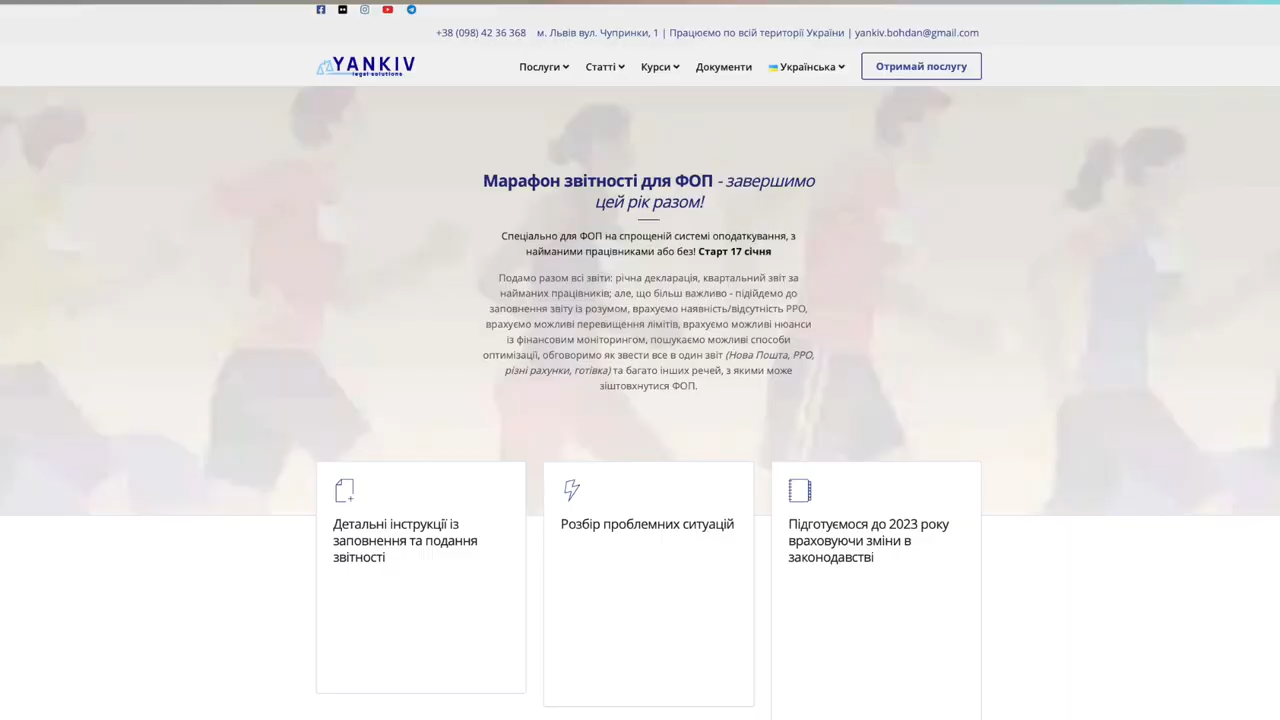 +38 (098) 42 36 368 м. Львів вул. Чупринки, 1 | Працюємо по всій території України | yankiv.bohdan@gmail.com
YANKIV
legal solutions
Послуги Статті Курси Документи Українська Отримай послугу
Марафон звітності для ФОП - завершимо
цей рік разом!
Спеціально для ФОП на спрощеній системі оподаткування, з
найманими працівниками або без! Старт 17 січня
Подамо разом всі звіти: річна декларація, квартальний звіт за
найманих працівників; але, що більш важливо - підійдемо до
заповнення звіту із розумом, врахуємо наявність/відсутність РРО,
врахуємо можливі перевищення лімітів, врахуємо можливі нюанси
із фінансовим моніторингом, пошукаємо можливі способи
оптимізації, обговоримо як звести все в один звіт (Нова Пошта, РРО,
різні рахунки, готівка) та багато інших речей, з якими може
зіштовхнутися ФОП.
Детальні інструкції із
заповнення та подання
звітності
Розбір проблемних ситуацій
Підготуємося до 2023 року
враховуючи зміни в
законодавстві